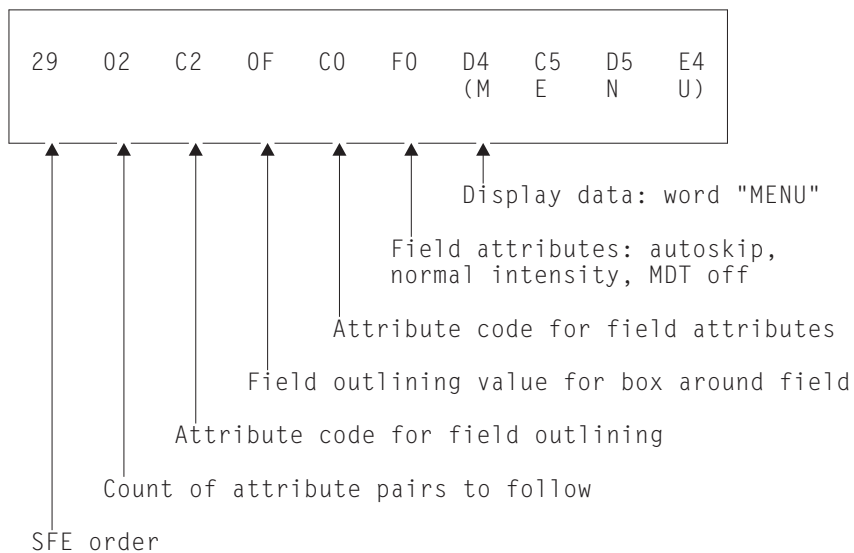 29 02 C2 0F C0 F0 D4 C5 D5 E4
(M E N U)
Display data: word "MENU"
Field attributes: autoskip,
normal intensity, MDT off
Attribute code for field attributes
Field outlining value for box around field
Attribute code for field outlining
Count of attribute pairs to follow
SFE order